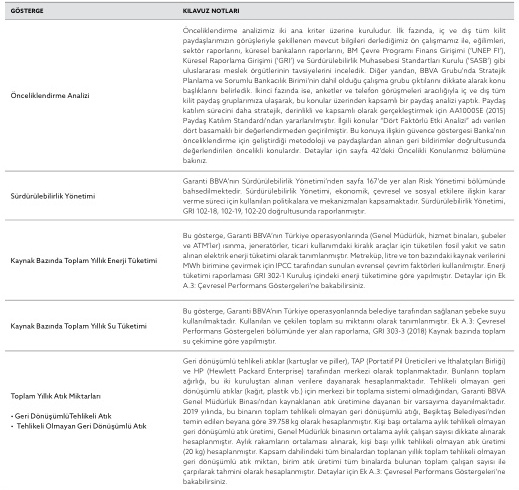 GÖSTERGE
KILAVUZ NOTLARI
Önceliklendirme Analizi
Önceliklendirme analizimiz iki ana kriter üzerine kuruludur. İlk fazında, iç ve dış tüm kilit
paydaşlarımızın görüşleriyle şekillenen mevcut bilgileri derlediğimiz ön çalışmamız ile, eğilimleri,
sektör raporlarını, küresel bankaların raporlarını, BM Çevre Programı Finans Girişimi ('UNEP FI'),
Küresel Raporlama Girişimi ('GRI') ve Sürdürülebilirlik Muhasebesi Standartları Kurulu ('SASB') gibi
uluslararası meslek örgütlerinin tavsiyelerini inceledik. Diğer yandan, BBVA Grubu'nda Stratejik
Planlama ve Sorumlu Bankacılık Birimi'nin dahil olduğu çalışma grubu çıktılarını dikkate alarak konu
başlıklarını belirledik. İkinci fazında ise, anketler ve telefon görüşmeleri aracılığıyla iç ve dış tüm
kilit paydaş gruplarımıza ulaşarak, bu konular üzerinden kapsamlı bir paydaş analizi yaptık. Paydaş
katılım sürecini daha stratejik, derinlikli ve kapsamlı olarak gerçekleştirmek için AA1000SE (2015)
Paydaş Katılım Standardı'ndan yararlanılmıştır. İlgili konular "Dört Faktörlü Etki Analizi" adı verilen
dört basamaklı bir değerlendirmeden geçirilmiştir. Bu konuya ilişkin güvence göstergesi Banka'nın
önceliklendirme için geliştirdiği metodoloji ve paydaşlardan alınan geri bildirimler doğrultusunda
değerlendirilen öncelikli konulardır. Detaylar için sayfa 42'deki Öncelikli Konularımız bölümüne
bakınız.
Sürdürülebilirlik Yönetimi
Garanti BBVA'nın Sürdürülebilirlik Yönetimi'nden sayfa 167'de yer alan Risk Yönetimi bölümünde
bahsedilmektedir. Sürdürülebilirlik Yönetimi, ekonomik, çevresel ve sosyal etkilere ilişkin karar
verme süreci için kullanılan politikalara ve mekanizmaları kapsamaktadır. Sürdürülebilirlik Yönetimi,
GRI 102-18, 102-19, 102-20 doğrultusunda raporlanmıştır.
Kaynak Bazında Toplam Yıllık Enerji Tüketimi
Bu gösterge, Garanti BBVA'nın Türkiye operasyonlarında (Genel Müdürlük, hizmet binaları, şubeler
ve ATM'ler) ısınma, jeneratörler, ticari kullanımdaki kiralık araçlar için tüketilen fosil yakıt ve satın
alınan elektrik enerji tüketimi olarak tanımlanmıştır. Metreküp, litre ve ton bazındaki kaynak verilerini
MWh birimine çevirmek için IPCC tarafından sunulan evrensel çevrim faktörleri kullanılmıştır. Enerji
tüketimi raporlaması GRI 302-1 Kuruluş içindeki enerji tüketimine göre yapılmıştır. Detaylar için Ek
A.3: Çevresel Performans Göstergeleri'ne bakabilirsiniz.
Kaynak Bazında Toplam Yıllık Su Tüketimi
Bu gösterge, Garanti BBVA'nın Türkiye operasyonlarında belediye tarafından sağlanan şebeke suyu
kullanılmaktadır. Kullanılan ve çekilen toplam su miktarını olarak tanımlanmıştır. Ek A.3: Çevresel
Performans Göstergeleri bölümünde yer alan raporlama, GRI 303-3 (2018) Kaynak bazında toplam
su çekimine göre yapılmıştır.
Toplam Yıllık Atık Miktarları
• Geri DönüşümlüTehlikeli Atık
• Tehlikeli Olmayan Geri Dönüşümlü Atık
Geri dönüşümlü tehlikeli atıklar (kartuşlar ve piller), TAP (Portatif Pil Üreticileri ve İthalatçıları Birliği)
ve HP (Hewlett Packard Enterprise) tarafından merkezi olarak toplanmaktadır. Bunların toplam
ağırlığı, bu iki kuruluştan alınan verilere dayanarak hesaplanmaktadır. Tehlikeli olmayan geri
dönüşümlü atıklar (kağıt, plastik vb.) için merkezi bir toplama sistemi olmadığından, Garanti BBVA
Genel Müdürlük Binası'ndan kaynaklanan atık üretimine dayanan bir varsayıma dayanılmaktadır.
2019 yılında, bu binanın toplam tehlikeli olmayan geri dönüşümlü atığı, Beşiktaş Belediyesi'nden
temin edilen beyana göre 39.758 kg olarak hesaplanmıştır. Kişi başı ortalama aylık tehlikeli olmayan
geri dönüşümlü atık üretimi, Genel Müdürlük binasının ortalama aylık çalışan sayısı dikkate alınarak
hesaplanmıştır. Aylık rakamların ortalaması alınarak, kişi başı yıllık tehlikeli olmayan atık üretimi
(20 kg) hesaplanmıştır. Kapsam dahilindeki tüm binalardan toplanan yıllık toplam tehlikeli olmayan
geri dönüşümlü atık miktarı, birim atık üretimi tüm binalarda bulunan toplam çalışan sayısı ile
çarpılarak tahmini olarak hesaplanmıştır. Detaylar için Ek A.3: Çevresel Performans Göstergeleri'ne
bakabilirsiniz.